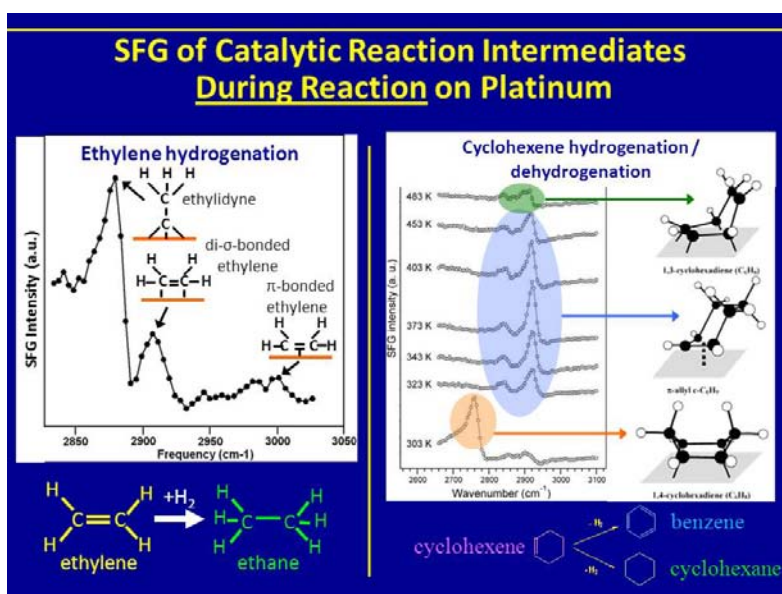 SFG of Catalytic Reaction Intermediates
During Reaction on Platinum
Ethylene hydrogenation
SFG Intensity (a.u.)
H H H
C
C
ethylidyne
di-σ-bonded
ethylene
H H
H-C=C-H
π-bonded
ethylene
H H
H-C=C-H
2850 2900 2950 3000 3050
Frequency (cm-1)
H H
C=C
H H
+H₂
H H
H-C-C-H
H H
ethylene
ethane
Cyclohexene hydrogenation /
dehydrogenation
SFG intensity (a. u.)
483 K
453 K
403 K
373 K
343 K
323 K
303 K
2600 2700 2800 2900 3000 3100
Wavenumber (cm⁻¹)
1,3-cyclohexadiene (C₆H₈)
π-allyl c-C₆H₉
1,4-cyclohexadiene (C₆H₈)
cyclohexene
- H₂
benzene
-H₂
cyclohexane